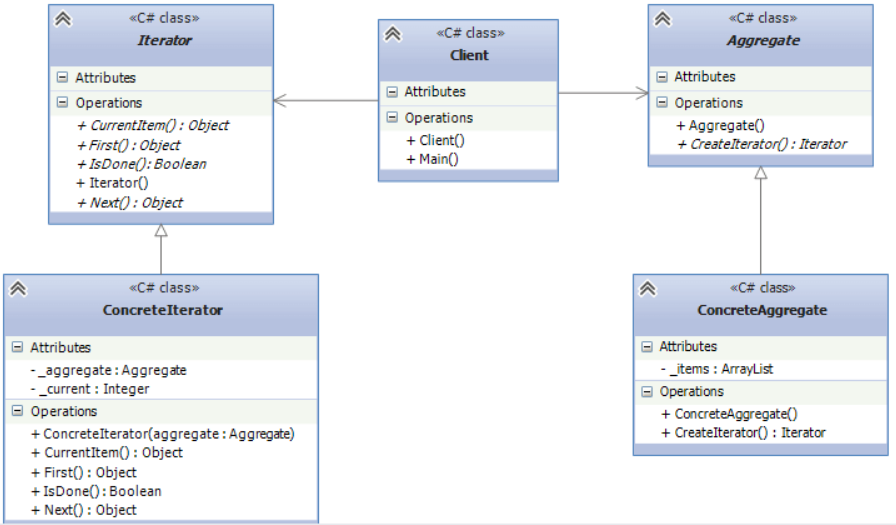 «C# class»
Iterator
Attributes
Operations
+ CurrentItem() : Object
+ First() : Object
+ IsDone(): Boolean
+ Iterator()
+ Next() : Object
«C# class»
Client
Attributes
Operations
+ Client()
+ Main()
«C# class»
Aggregate
Attributes
Operations
+ Aggregate()
+ CreateIterator() : Iterator
«C# class»
ConcreteIterator
Attributes
- _aggregate : Aggregate
- _current : Integer
Operations
+ ConcreteIterator(aggregate : Aggregate)
+ CurrentItem() : Object
+ First() : Object
+ IsDone() : Boolean
+ Next() : Object
«C# class»
ConcreteAggregate
Attributes
- _items : ArrayList
Operations
+ ConcreteAggregate()
+ CreateIterator() : Iterator